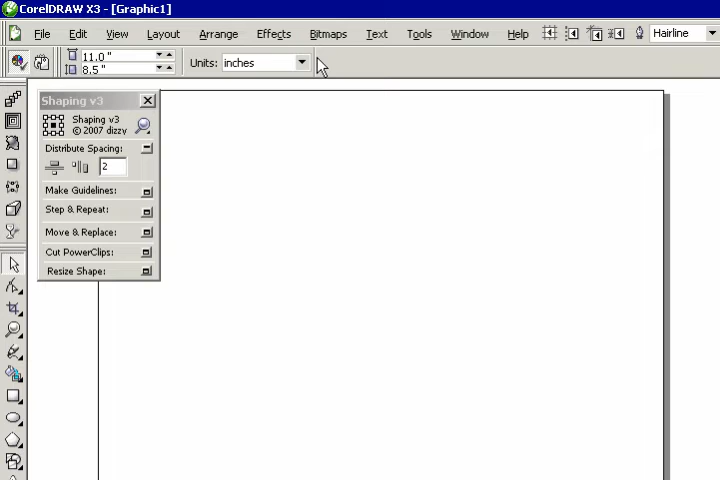 CorelDRAW X3 - [Graphic1]
File Edit View Layout Arrange Effects Bitmaps Text Tools Window Help Hairline
11.0 "
8.5 "
Units: inches
Shaping v3
Shaping v3
© 2007 dizzy
Distribute Spacing:
2
Make Guidelines:
Step & Repeat:
Move & Replace:
Cut PowerClips:
Resize Shape: